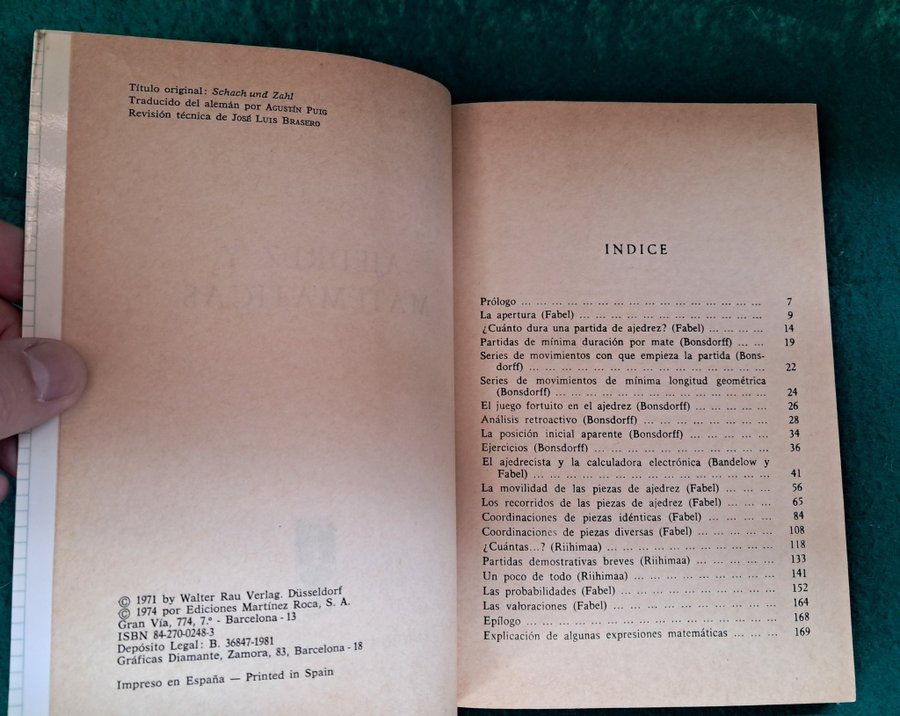 Título original: Schach und Zahl
Traducido del alemán por AGUSTÍN PUIG
Revisión técnica de JOSÉ LUIS BRASERO
© 1971 by Walter Rau Verlag. Düsseldorf
© 1974 por Ediciones Martínez Roca, S. A.
Gran Vía, 774, 7.º - Barcelona - 13
ISBN 84-270-0248-3
Depósito Legal: B. 36847-1981
Gráficas Diamante, Zamora, 83, Barcelona - 18
Impreso en España — Printed in Spain
INDICE
Prólogo ... 7
La apertura (Fabel) ... 9
¿Cuánto dura una partida de ajedrez? (Fabel) ... 14
Partidas de mínima duración por mate (Bonsdorff) ... 19
Series de movimientos con que empieza la partida (Bons-
dorff) ... 22
Series de movimientos de mínima longitud geométrica
(Bonsdorff) ... 24
El juego fortuito en el ajedrez (Bonsdorff) ... 26
Análisis retroactivo (Bonsdorff) ... 28
La posición inicial aparente (Bonsdorff) ... 34
Ejercicios (Bonsdorff) ... 36
El ajedrecista y la calculadora electrónica (Bandelow y
Fabel) ... 41
La movilidad de las piezas de ajedrez (Fabel) ... 56
Los recorridos de las piezas de ajedrez (Fabel) ... 65
Coordinaciones de piezas idénticas (Fabel) ... 84
Coordinaciones de piezas diversas (Fabel) ... 108
¿Cuántas...? (Riihimaa) ... 118
Partidas demostrativas breves (Riihimaa) ... 133
Un poco de todo (Riihimaa) ... 141
Las probabilidades (Fabel) ... 152
Las valoraciones (Fabel) ... 164
Epílogo ... 168
Explicación de algunas expresiones matemáticas ... 169